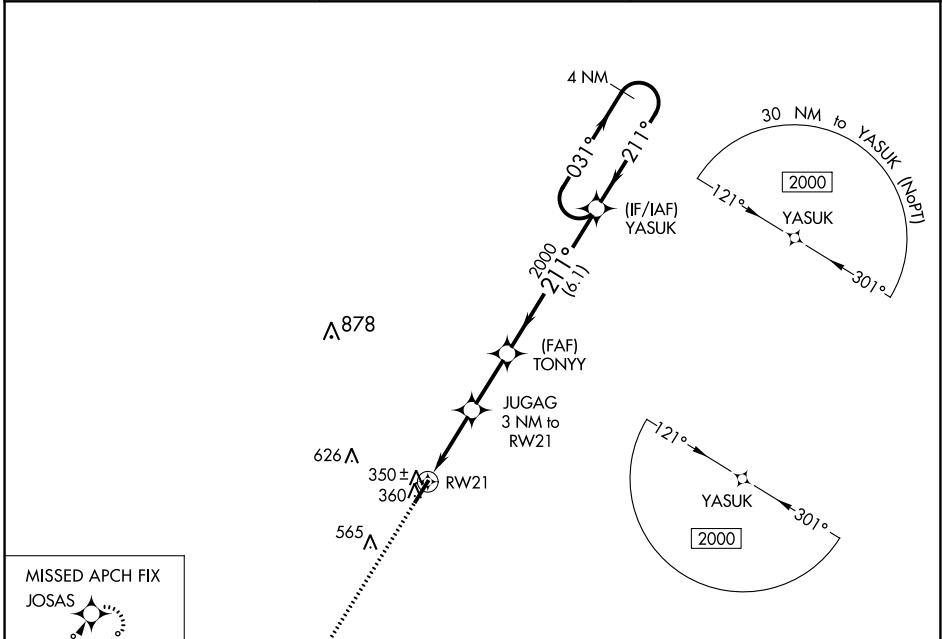 4 NM
031°
211°
(IF/IAF)
YASUK
30 NM to YASUK (NoPT)
2000
121°
YASUK
301°
2000
211°
(6.1)
878
(FAF)
TONYY
JUGAG
3 NM to
RW21
626
350 ±
360
RW21
565
121°
YASUK
301°
2000
MISSED APCH FIX
JOSAS